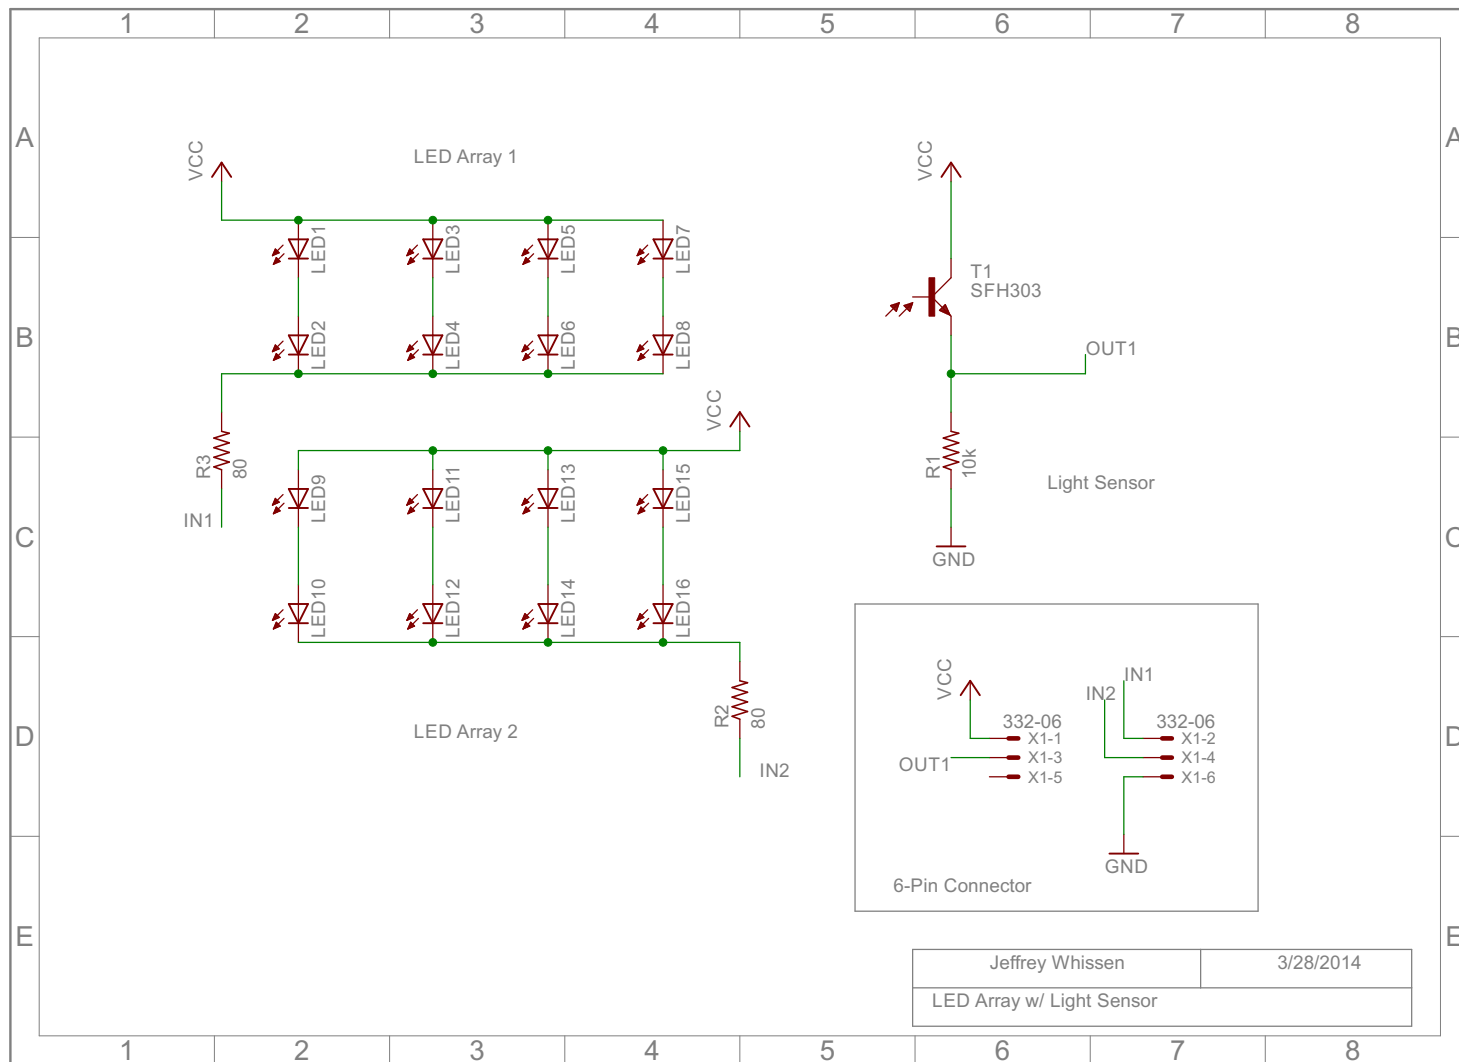 1 2 3 4 5 6 7 8
A A
VCC
LED Array 1
VCC
LED1 LED3 LED5 LED7
T1
SFH303
B B
LED2 LED4 LED6 LED8
OUT1
VCC
R3 80
R1 10k
LED9 LED11 LED13 LED15
Light Sensor
IN1
C C
GND
LED10 LED12 LED14 LED16
VCC
IN1
IN2
R2 80
332-06 332-06
LED Array 2
D D
X1-1 X1-2
OUT1 X1-3 X1-4
IN2
X1-5 X1-6
GND
6-Pin Connector
E E
Jeffrey Whissen 3/28/2014
LED Array w/ Light Sensor
1 2 3 4 5 6 7 8